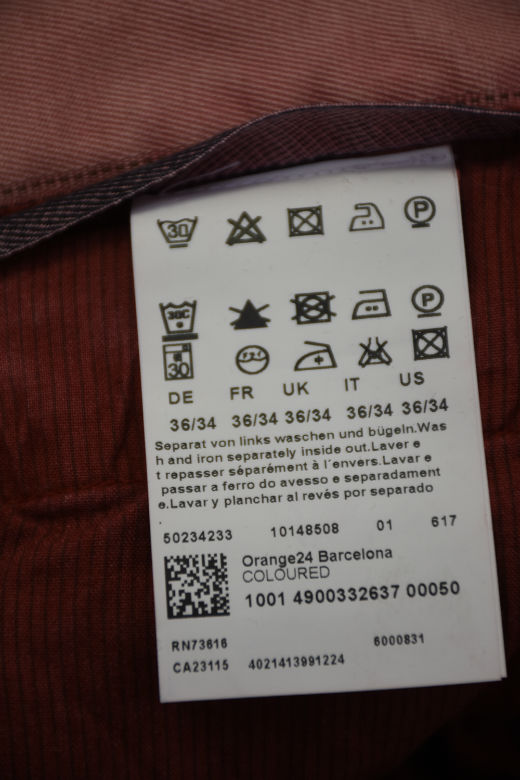 30
P
30C
P
30
DE FR UK IT US
36/34 36/34 36/34 36/34 36/34
Separat von links waschen und bügeln.Was
h and iron separately inside out.Laver e
t repasser séparément à l´envers.Lavar e
passar a ferro do avesso e separadament
e.Lavar y planchar al revés por separado
.
50234233 10148508 01 617
Orange24 Barcelona
COLOURED
1001 4900332637 00050
RN73616 6000831
CA23115 4021413991224